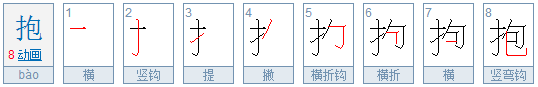 抱 1 2 3 4 5 6 7 8
8 动画
bào 横 竖钩 提 撇 横折钩 横折 横 竖弯钩